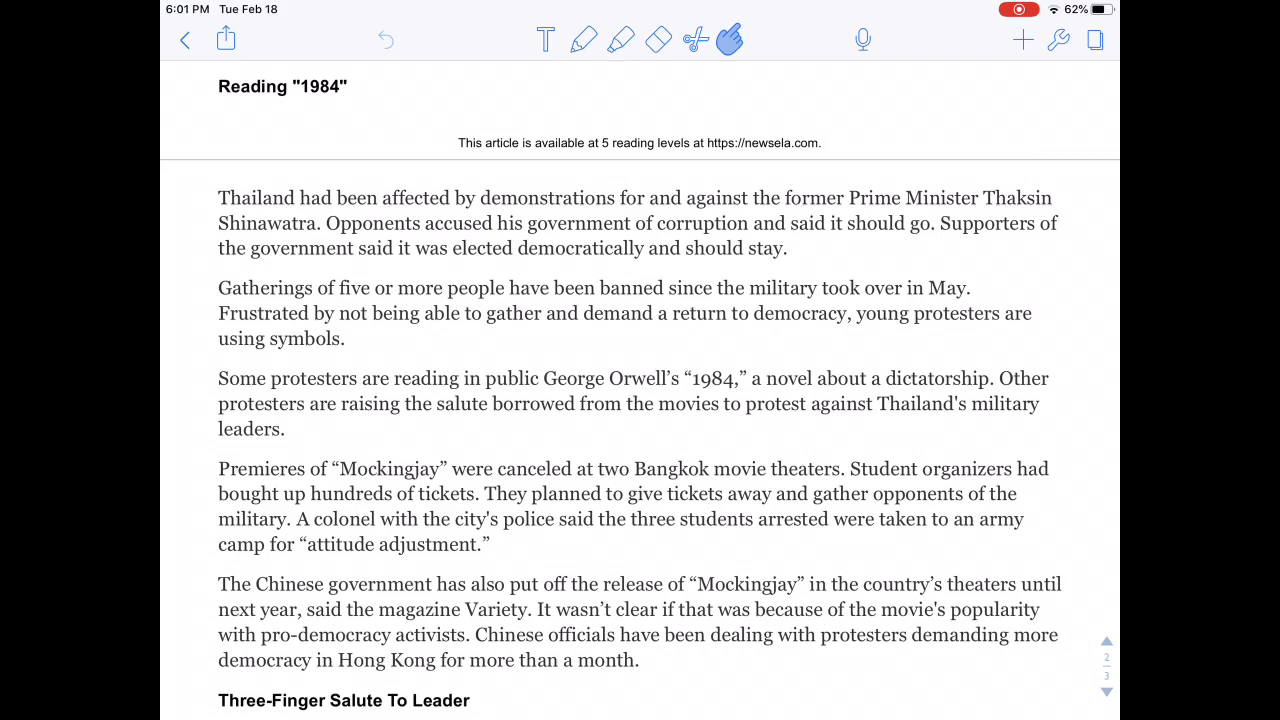 6:01 PM Tue Feb 18
62%
T
Reading "1984"
This article is available at 5 reading levels at https://newsela.com.
Thailand had been affected by demonstrations for and against the former Prime Minister Thaksin
Shinawatra. Opponents accused his government of corruption and said it should go. Supporters of
the government said it was elected democratically and should stay.
Gatherings of five or more people have been banned since the military took over in May.
Frustrated by not being able to gather and demand a return to democracy, young protesters are
using symbols.
Some protesters are reading in public George Orwell’s “1984,” a novel about a dictatorship. Other
protesters are raising the salute borrowed from the movies to protest against Thailand's military
leaders.
Premieres of “Mockingjay” were canceled at two Bangkok movie theaters. Student organizers had
bought up hundreds of tickets. They planned to give tickets away and gather opponents of the
military. A colonel with the city's police said the three students arrested were taken to an army
camp for “attitude adjustment.”
The Chinese government has also put off the release of “Mockingjay” in the country’s theaters until
next year, said the magazine Variety. It wasn’t clear if that was because of the movie's popularity
with pro-democracy activists. Chinese officials have been dealing with protesters demanding more
democracy in Hong Kong for more than a month.
2
3
Three-Finger Salute To Leader